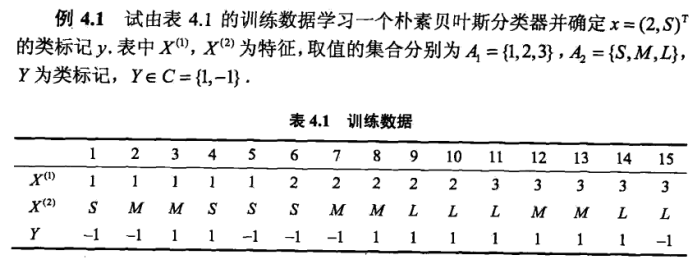 例 4.1 试由表 4.1 的训练数据学习一个朴素贝叶斯分类器并确定 x = (2, S)ᵀ
的类标记 y. 表中 X⁽¹⁾, X⁽²⁾ 为特征, 取值的集合分别为 A₁ = {1, 2, 3}, A₂ = {S, M, L},
Y 为类标记, Y ∈ C = {1, −1}.
表 4.1 训练数据
1 2 3 4 5 6 7 8 9 10 11 12 13 14 15
X⁽¹⁾ 1 1 1 1 1 2 2 2 2 2 3 3 3 3 3
X⁽²⁾ S M M S S S M M L L L M M L L
Y −1 −1 1 1 −1 −1 −1 1 1 1 1 1 1 1 −1